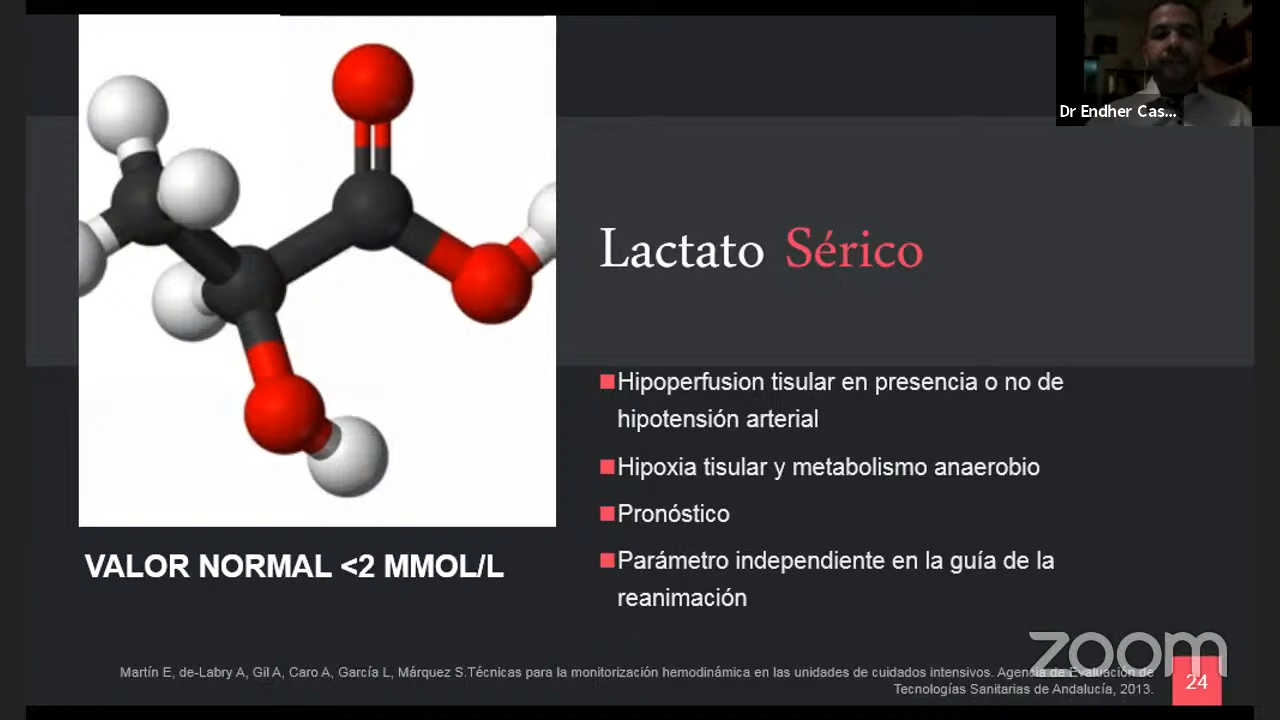 Dr Endher Cas...
Lactato Sérico
Hipoperfusion tisular en presencia o no de
hipotensión arterial
Hipoxia tisular y metabolismo anaerobio
Pronóstico
Parámetro independiente en la guía de la
reanimación
VALOR NORMAL <2 MMOL/L
Martín E, de-Labry A, Gil A, Caro A, García L, Márquez S.Técnicas para la monitorización hemodinámica en las unidades de cuidados intensivos. Agencia de Evaluación de
Tecnologías Sanitarias de Andalucía, 2013.
24
zoom